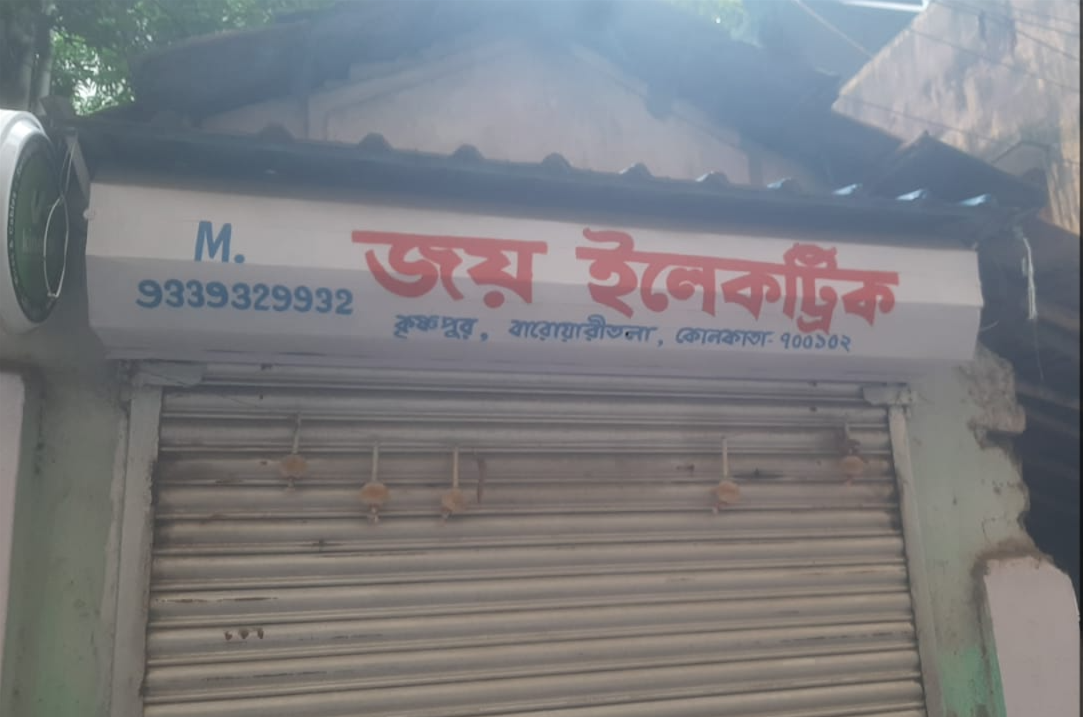 M.
9339329932
জয় ইলেকট্রিক
কৃষ্ণপুর, বারোয়ারীতলা, কোলকাতা-৭০০১০২